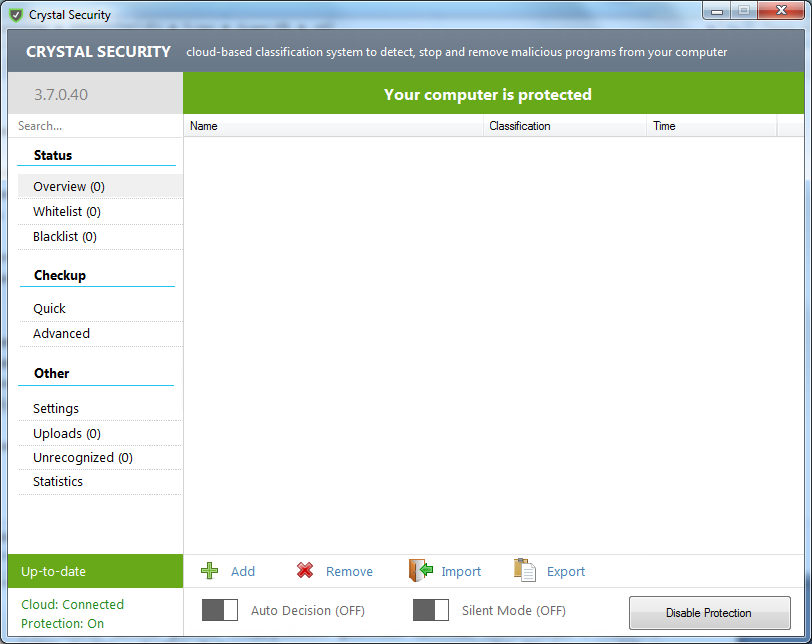 Crystal Security
CRYSTAL SECURITY cloud-based classification system to detect, stop and remove malicious programs from your computer
3.7.0.40
Your computer is protected
Search...
Name Classification Time
Status
Overview (0)
Whitelist (0)
Blacklist (0)
Checkup
Quick
Advanced
Other
Settings
Uploads (0)
Unrecognized (0)
Statistics
Up-to-date
Add Remove Import Export
Cloud: Connected
Protection: On
Auto Decision (OFF) Silent Mode (OFF) Disable Protection